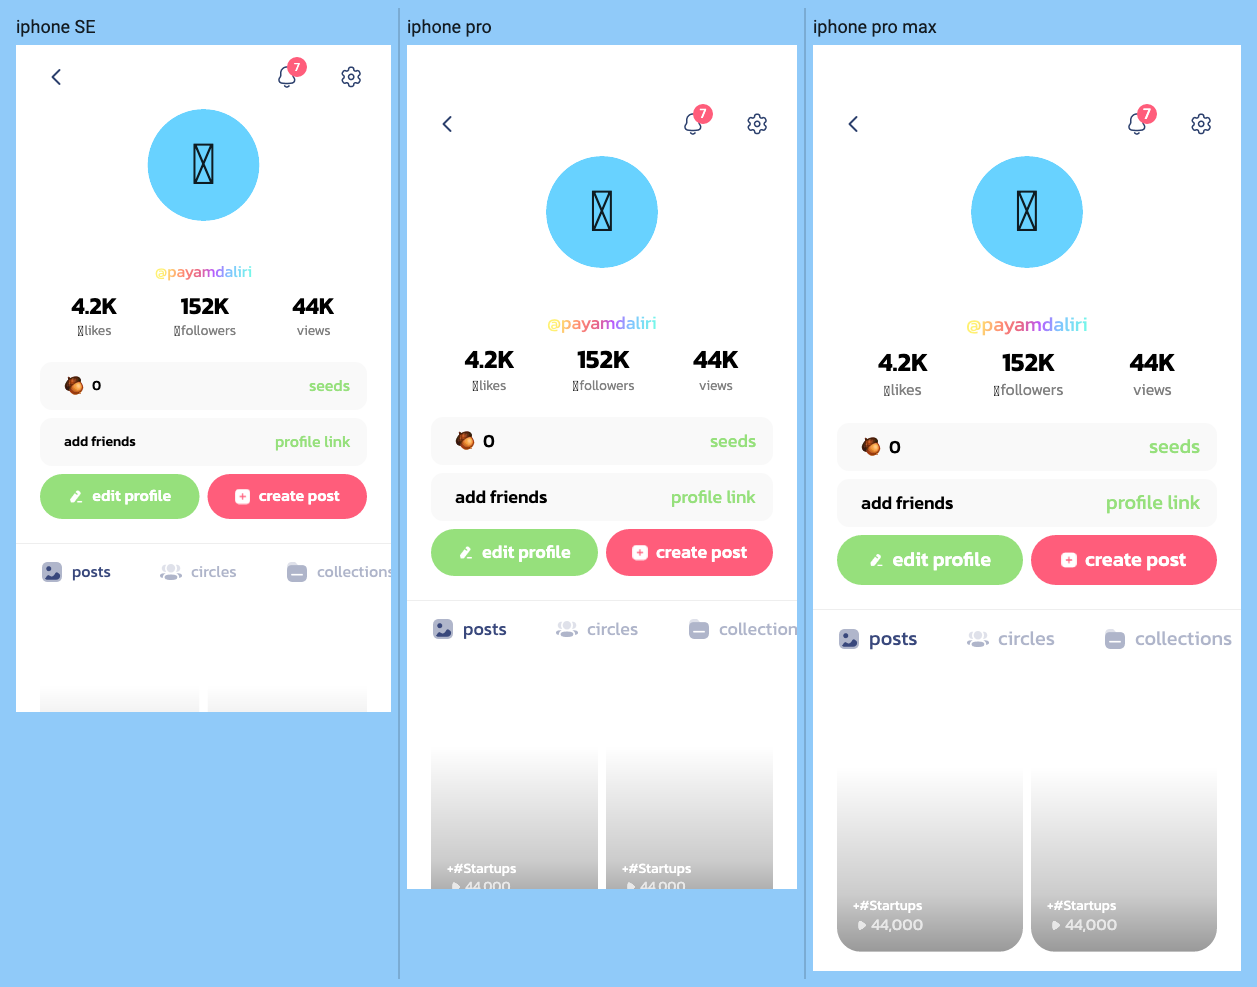 iphone SE
7
@payamdaliri
4.2K 152K 44K
likes followers views
0 seeds
add friends profile link
edit profile create post
posts circles collections
iphone pro
7
@payamdaliri
4.2K 152K 44K
likes followers views
0 seeds
add friends profile link
edit profile create post
posts circles collection
+#Startups +#Startups
44,000 44,000
iphone pro max
7
@payamdaliri
4.2K 152K 44K
likes followers views
0 seeds
add friends profile link
edit profile create post
posts circles collections
+#Startups +#Startups
44,000 44,000